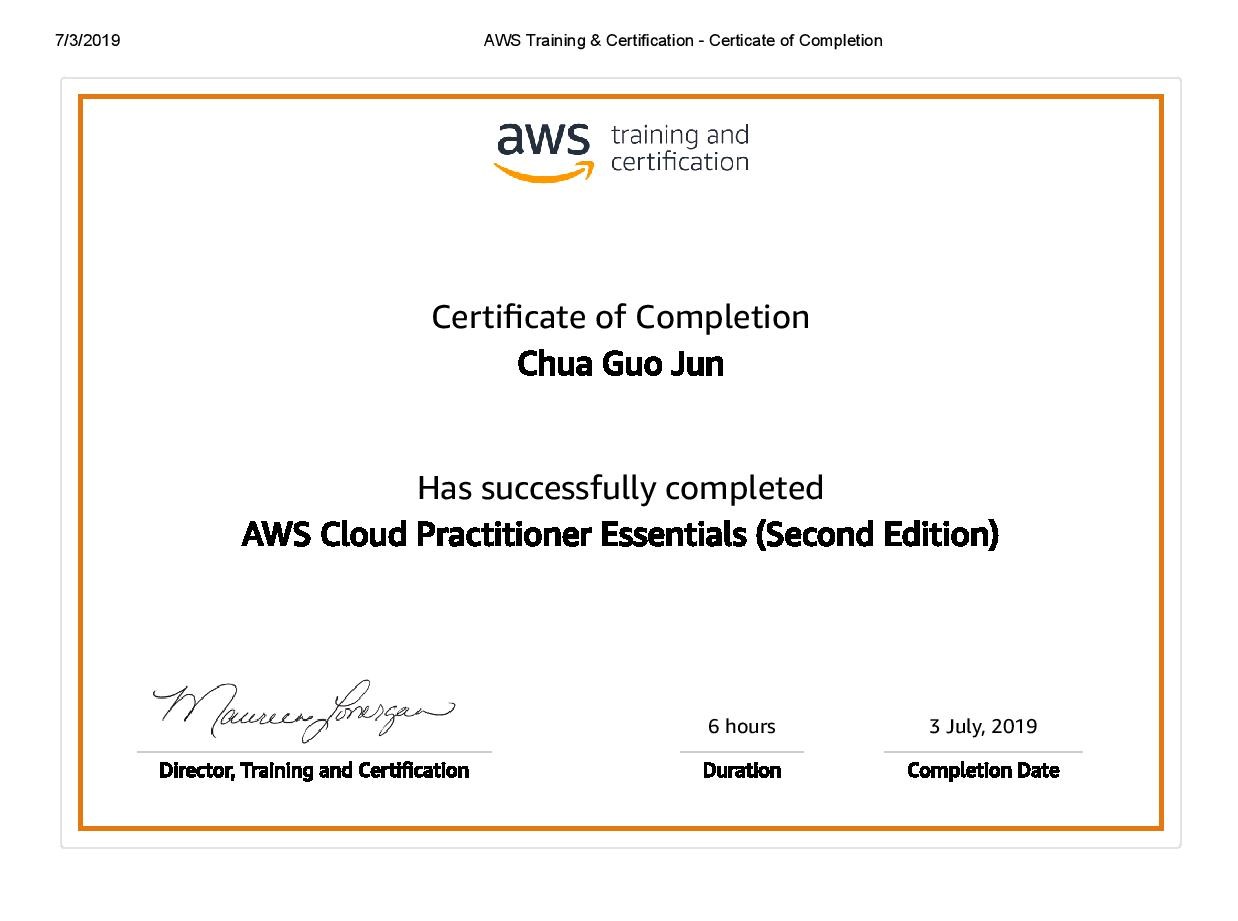 7/3/2019
AWS Training & Certification - Certicate of Completion
aws training and
certification
Certificate of Completion
Chua Guo Jun
Has successfully completed
AWS Cloud Practitioner Essentials (Second Edition)
Maureen Lonergan
6 hours
3 July, 2019
Director, Training and Certification
Duration
Completion Date